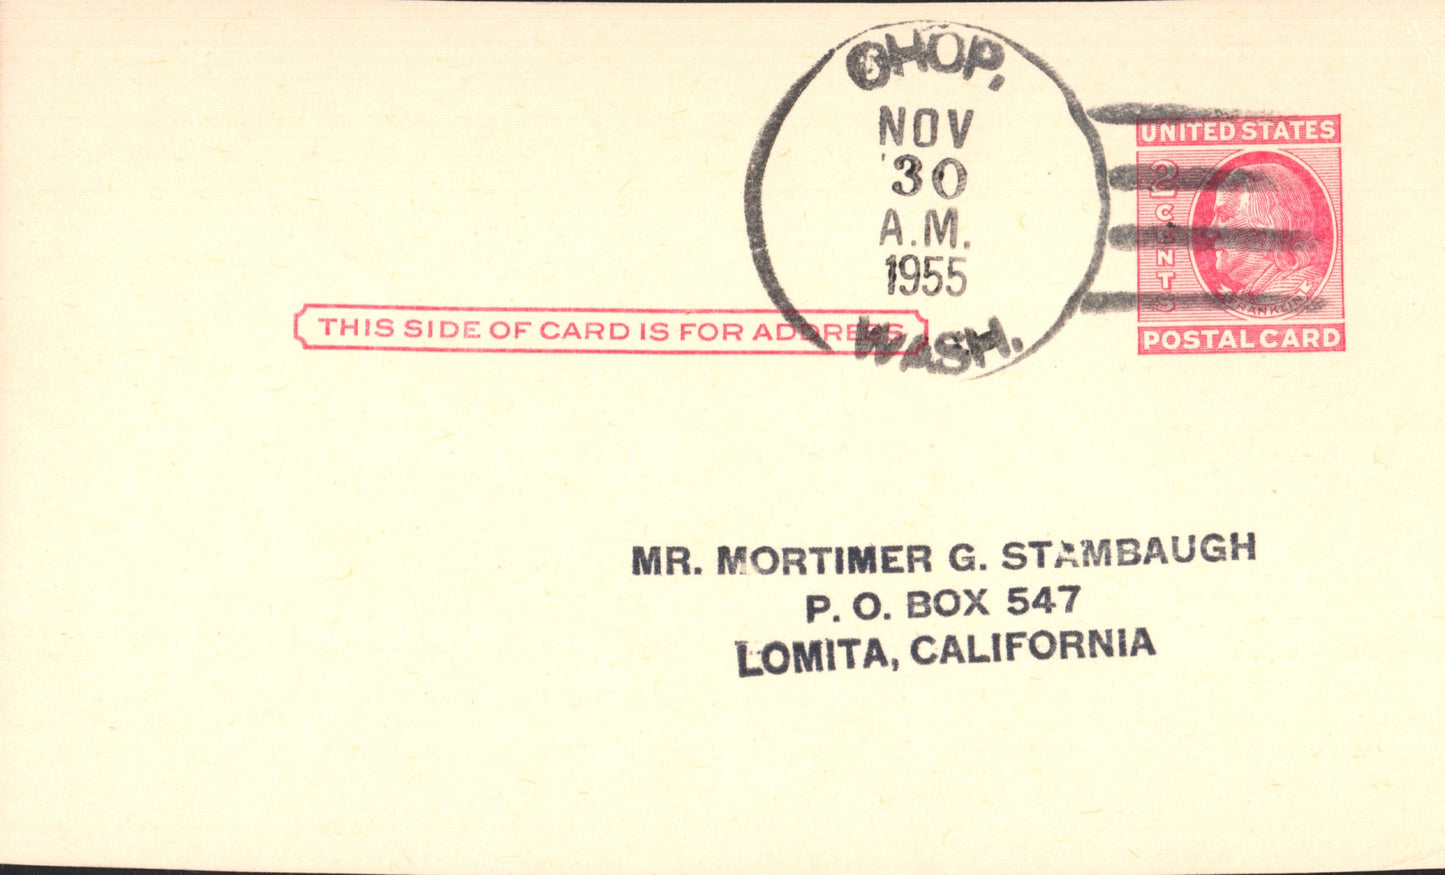 OHOP,
NOV
'30
A.M.
1955
WASH.
UNITED STATES
2 CENTS
FRANKLIN
POSTAL CARD
THIS SIDE OF CARD IS FOR ADDRESS
MR. MORTIMER G. STAMBAUGH
P. O. BOX 547
LOMITA, CALIFORNIA